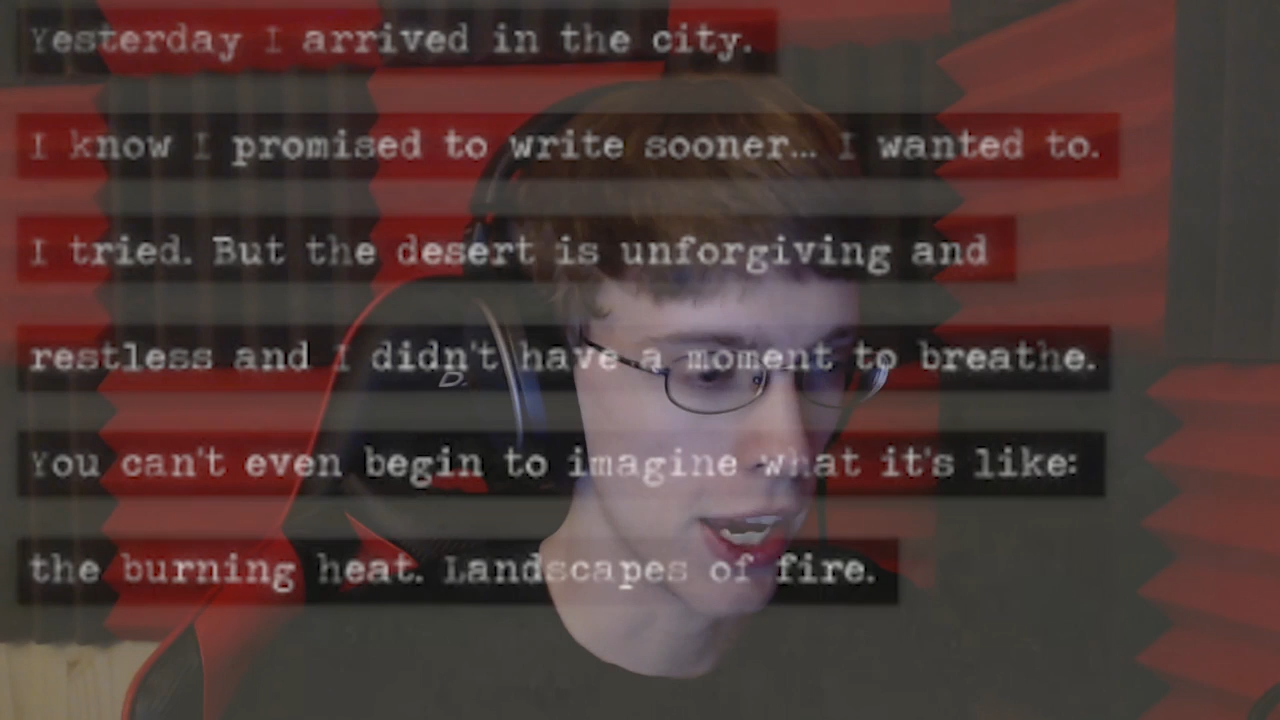 Yesterday I arrived in the city.
I know I promised to write sooner... I wanted to.
I tried. But the desert is unforgiving and
restless and I didn't have a moment to breathe.
You can't even begin to imagine what it's like:
the burning heat. Landscapes of fire.